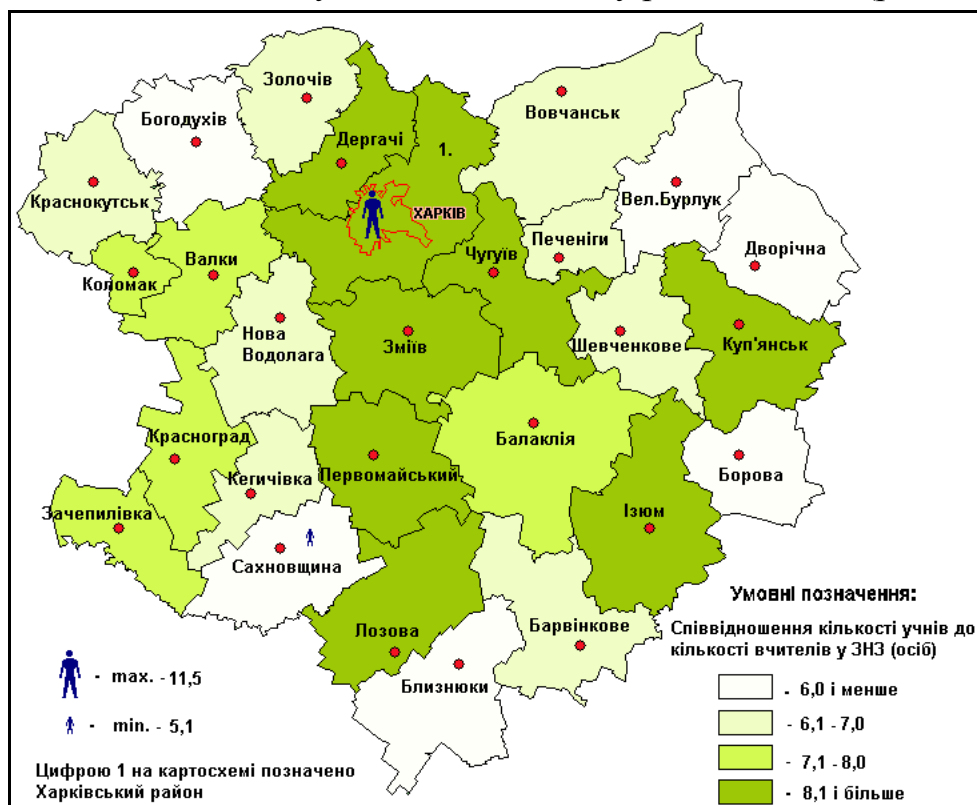 Золочів
Богодухів
Вовчанськ
Дергачі
1.
Краснокутськ
Вел.Бурлук
ХАРКІВ
Печеніги
Дворічна
Чугуїв
Валки
Коломак
Нова
Водолага
Зміїв
Шевченкове
Куп'янськ
Красноград
Балаклія
Кегичівка
Первомайський
Борова
Зачепилівка
Ізюм
Сахновщина
Лозова
Барвінкове
Близнюки
Умовні позначення:
Співвідношення кількості учнів до
кількості вчителів у ЗНЗ (осіб)
- 6,0 і менше
- 6,1 - 7,0
- 7,1 - 8,0
- 8,1 і більше
- max. - 11,5
- min. - 5,1
Цифрою 1 на картосхемі позначено
Харківський район